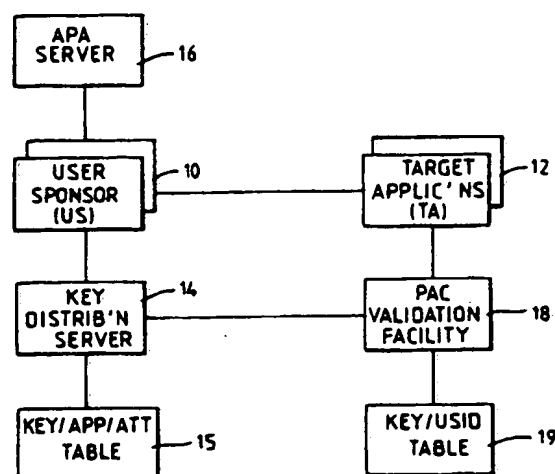 APA
SERVER
16
USER
SPONSOR
(US)
10
TARGET
APPLIC'NS
(TA)
12
KEY
DISTRIB'N
SERVER
14
PAC
VALIDATION
FACILITY
18
KEY/APP/ATT
TABLE
15
KEY/USID
TABLE
19